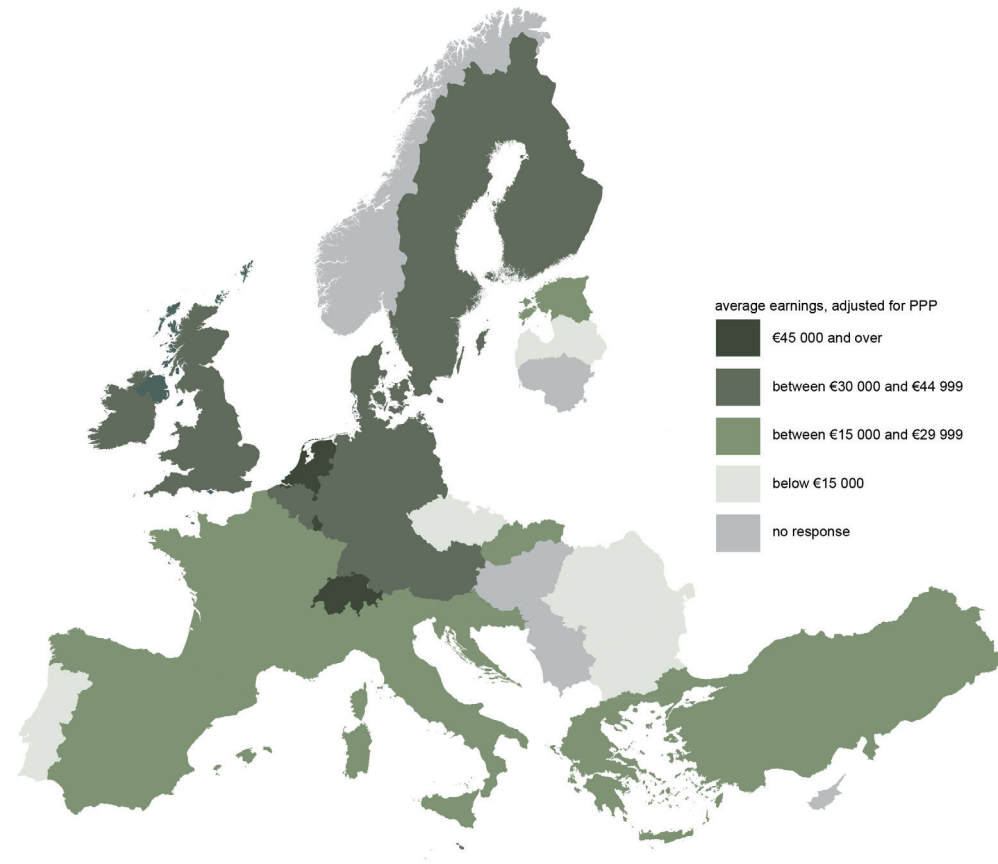 average earnings, adjusted for PPP
€45 000 and over
between €30 000 and €44 999
between €15 000 and €29 999
below €15 000
no response